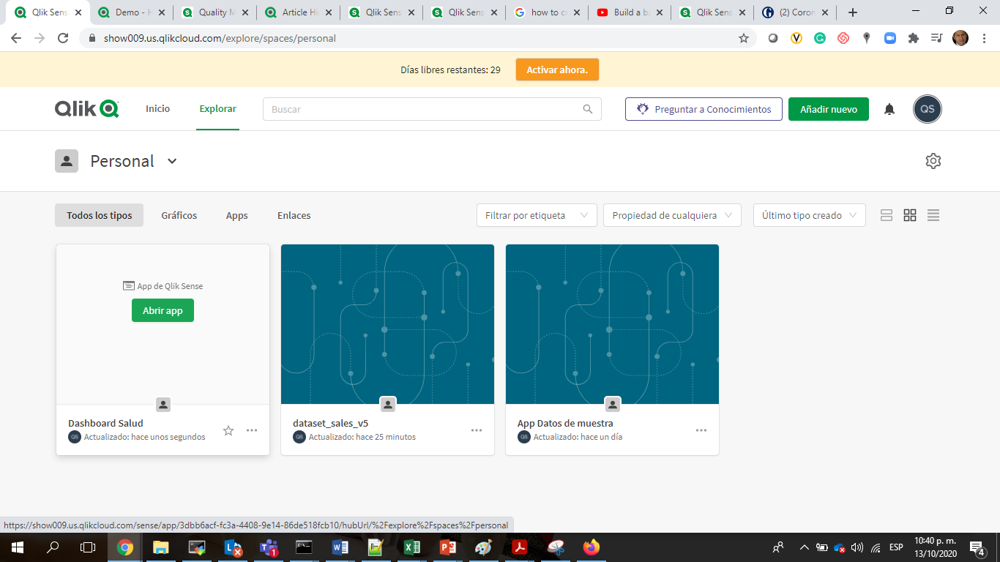 Qlik Sens
Demo - H
Quality M
Article Hi
Qlik Sens
Qlik Sens
how to cr
Build a ba
Qlik Sens
(2) Coron
show009.us.qlikcloud.com/explore/spaces/personal
Días libres restantes: 29
Activar ahora.
Qlik
Inicio
Explorar
Buscar
Preguntar a Conocimientos
Añadir nuevo
QS
Personal
Todos los tipos
Gráficos
Apps
Enlaces
Filtrar por etiqueta
Propiedad de cualquiera
Último tipo creado
App de Qlik Sense
Abrir app
Dashboard Salud
QS Actualizado: hace unos segundos
dataset_sales_v5
QS Actualizado: hace 25 minutos
App Datos de muestra
QS Actualizado: hace un día
https://show009.us.qlikcloud.com/sense/app/3dbb6acf-fc3a-4408-9e14-86de518fcb10/hubUrl/%2Fexplore%2Fspaces%2Fpersonal
ESP
10:40 p. m.
13/10/2020
4